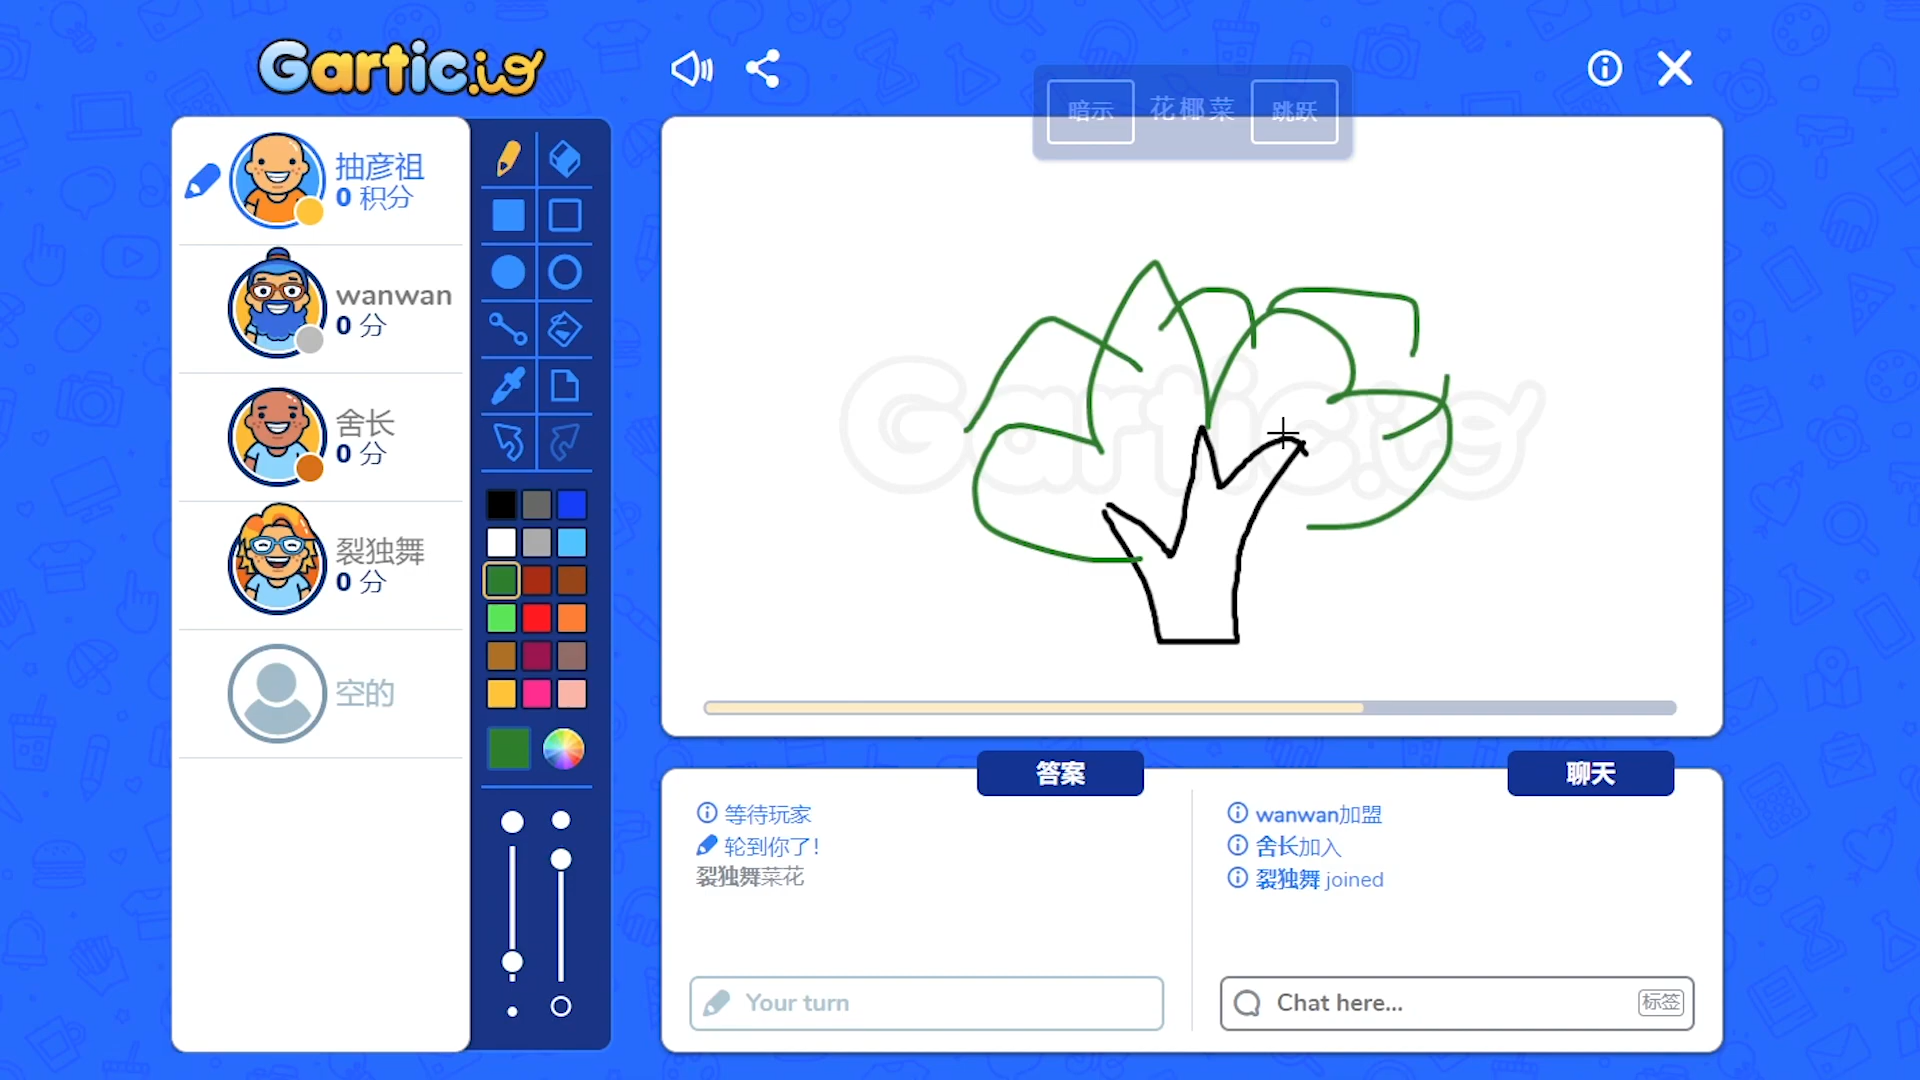 Gartic.io
暗示 花椰菜 跳跃
抽彦祖
0 积分
wanwan
0 分
舍长
0 分
裂独舞
0 分
空的
Gartic.io
答案
等待玩家
轮到你了!
裂独舞菜花
Your turn
聊天
wanwan加盟
舍长加入
裂独舞 joined
Chat here...
标签